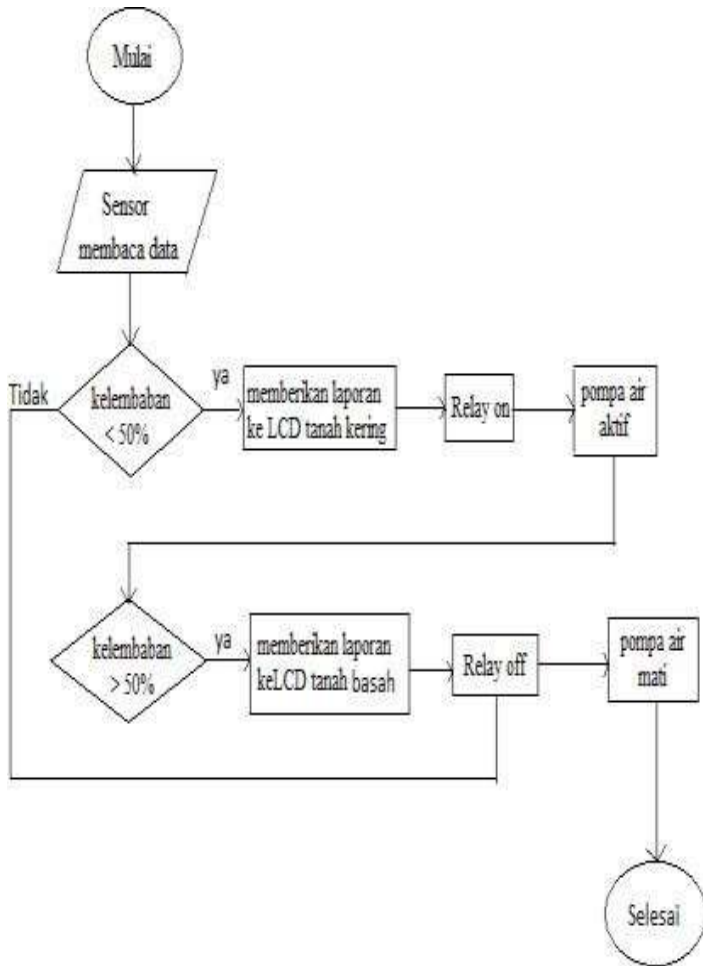 Mulai
Sensor
membaca data
Tidak
kelembaban
< 50%
ya
memberikan laporan
ke LCD tanah kering
Relay on
pompa air
aktif
kelembaban
> 50%
ya
memberikan laporan
keLCD tanah basah
Relay off
pompa air
mati
Selesai